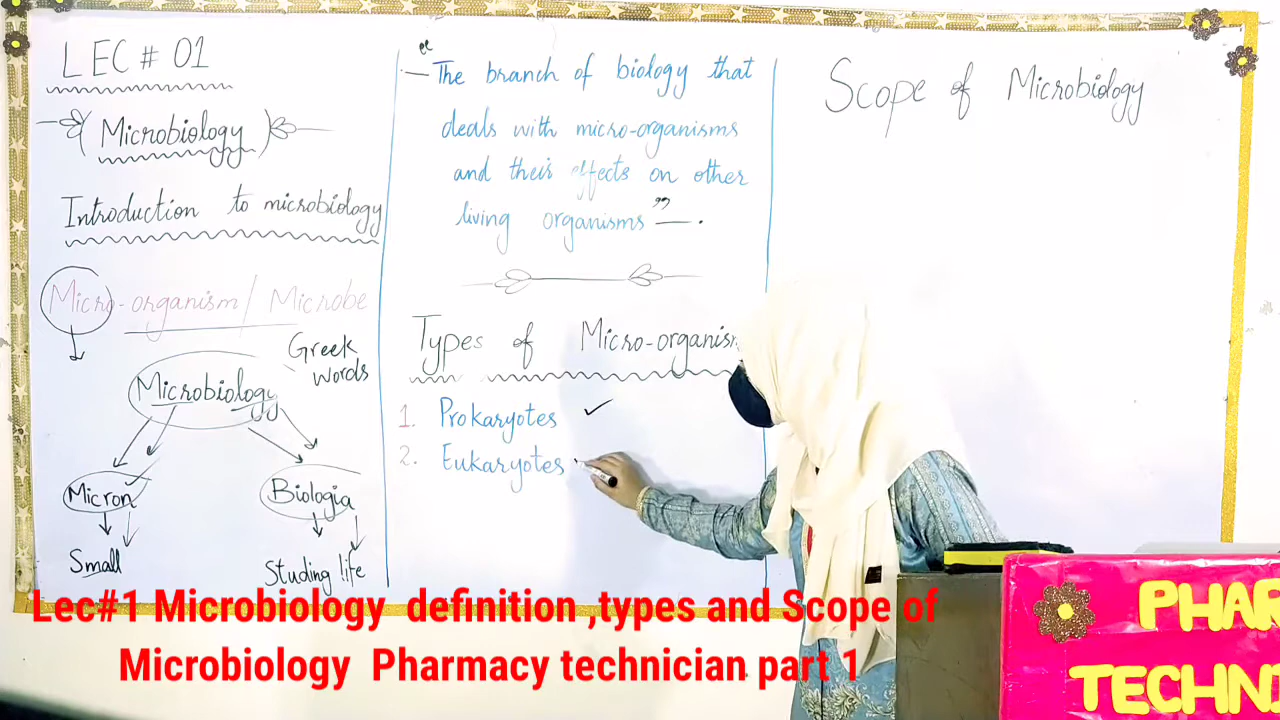 LEC # 01
(Microbiology)
Introduction to microbiology
Micro-organism / Microbe
Greek
words
Microbiology
Micron
Biologia
Small
Studing life
“The branch of biology that
deals with micro-organisms
and their effects on other
living organisms”.
Types of Micro-organism
1. Prokaryotes ✓
2. Eukaryotes
Scope of Microbiology
Lec#1 Microbiology definition ,types and Scope of
Microbiology Pharmacy technician part 1
PHAR
TECHNI